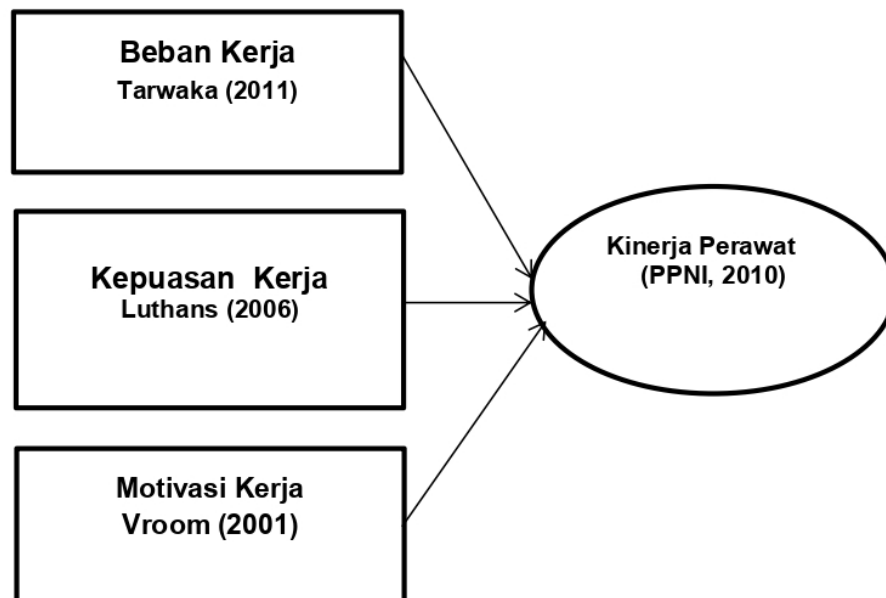 Beban Kerja
Tarwaka (2011)
Kepuasan Kerja
Luthans (2006)
Motivasi Kerja
Vroom (2001)
Kinerja Perawat
(PPNI, 2010)